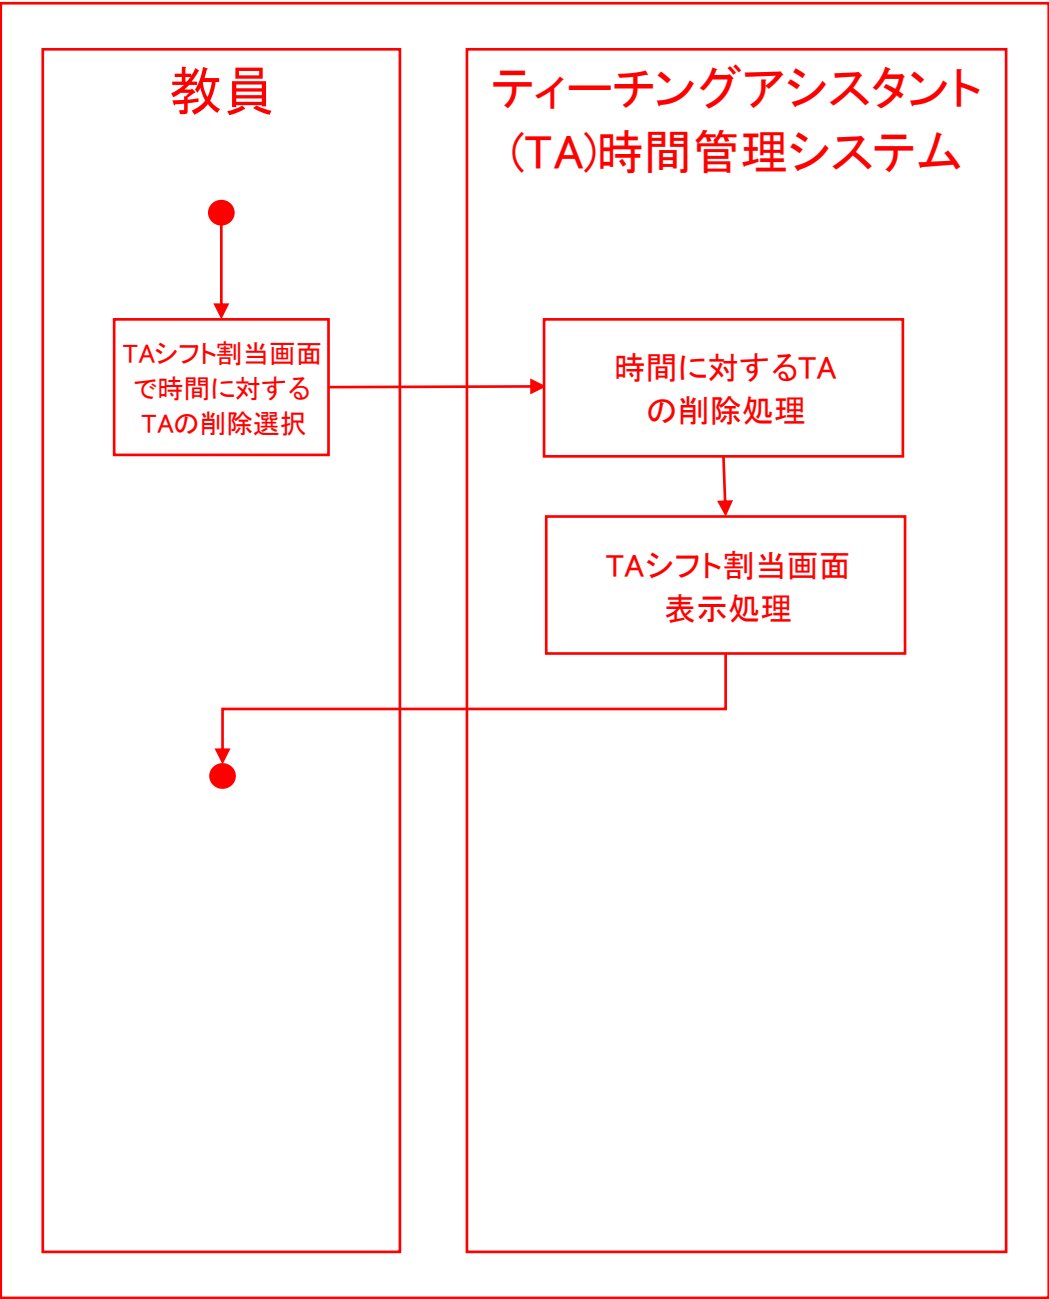 教員
ティーチングアシスタント
(TA)時間管理システム
TAシフト割当画面
で時間に対する
TAの削除選択
時間に対するTA
の削除処理
TAシフト割当画面
表示処理